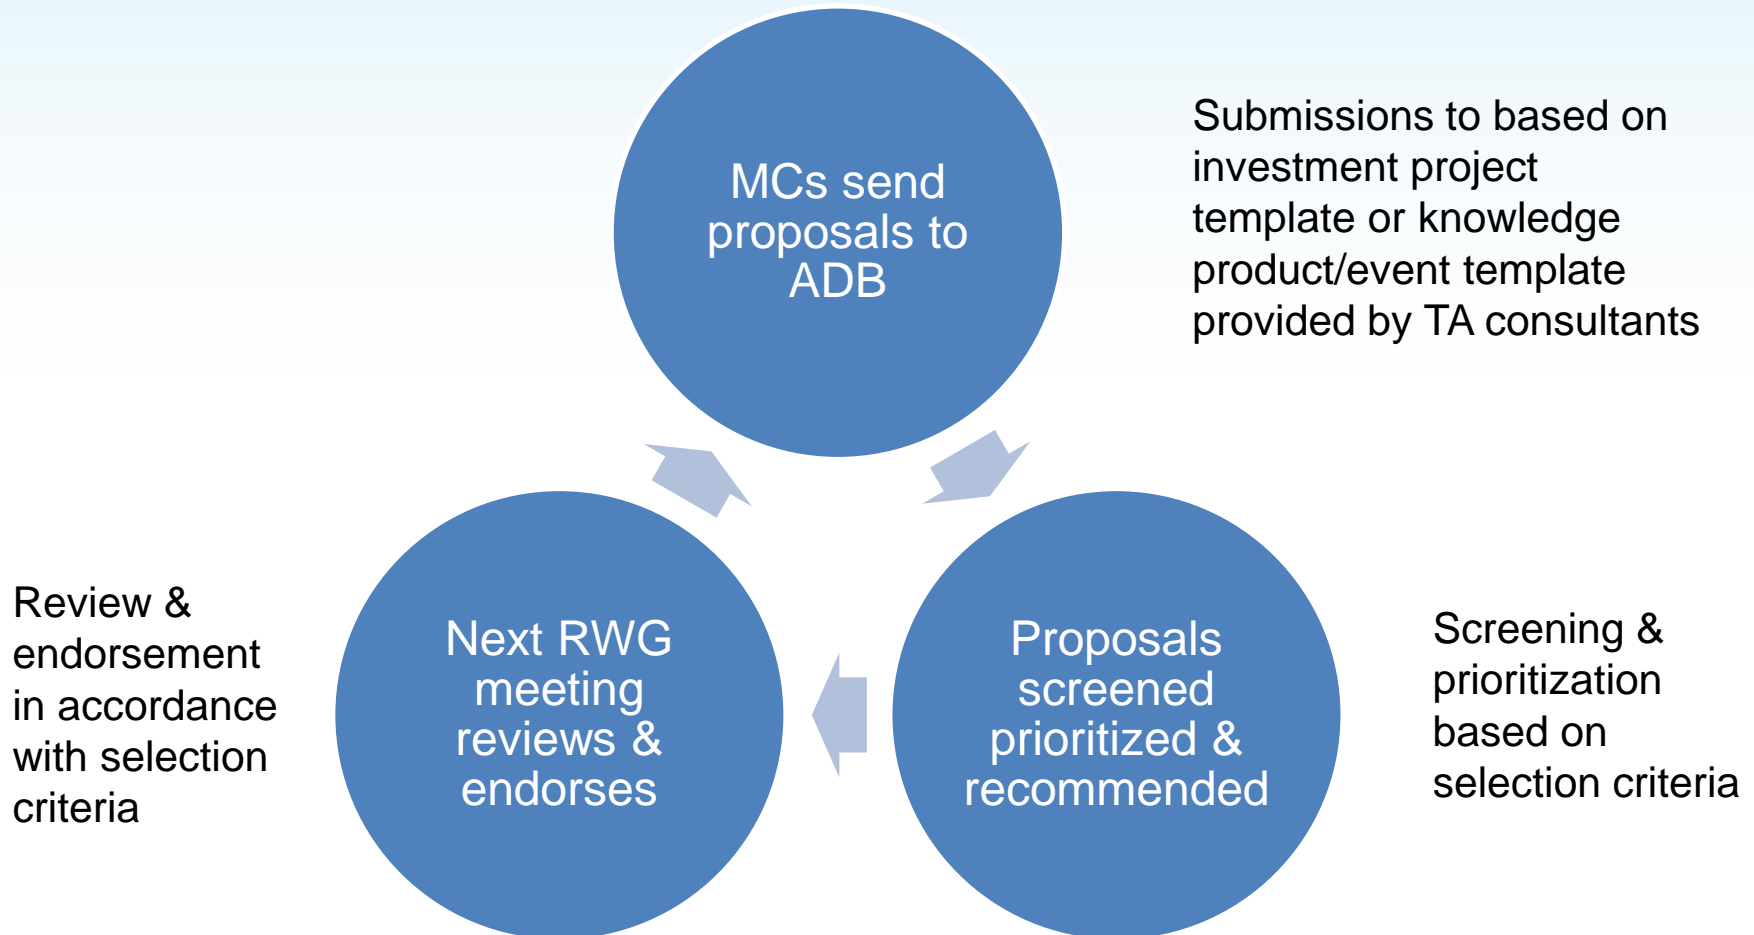 MCs send
proposals to
ADB
Submissions to based on
investment project
template or knowledge
product/event template
provided by TA consultants
Proposals
screened
prioritized &
recommended
Screening &
prioritization
based on
selection criteria
Next RWG
meeting
reviews &
endorses
Review &
endorsement
in accordance
with selection
criteria